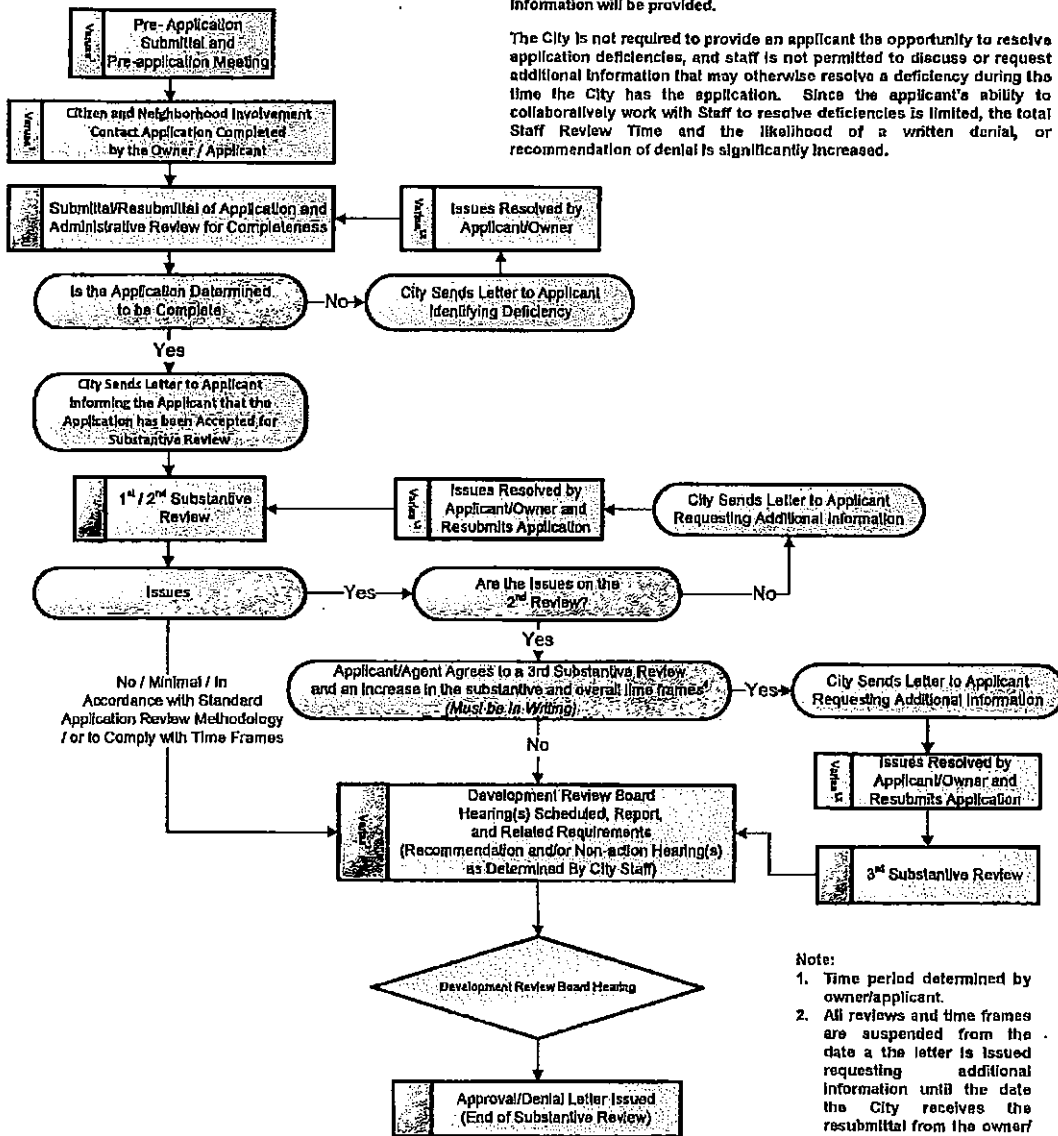 information will be provided.
The City is not required to provide an applicant the opportunity to resolve
application deficiencies, and staff is not permitted to discuss or request
additional information that may otherwise resolve a deficiency during the
time the City has the application. Since the applicant's ability to
collaboratively work with Staff to resolve deficiencies is limited, the total
Staff Review Time and the likelihood of a written denial, or
recommendation of denial is significantly increased.
Varies
Pre- Application
Submittal and
Pre-application Meeting
Varies
Citizen and Neighborhood Involvement
Contact Application Completed
by the Owner / Applicant
Submittal/Resubmittal of Application and
Administrative Review for Completeness
Varies
Issues Resolved by
Applicant/Owner
Is the Application Determined
to be Complete
No
City Sends Letter to Applicant
Identifying Deficiency
Yes
City Sends Letter to Applicant
Informing the Applicant that the
Application has been Accepted for
Substantive Review
1st / 2nd Substantive
Review
Varies
Issues Resolved by
Applicant/Owner and
Resubmits Application
City Sends Letter to Applicant
Requesting Additional Information
Issues
Yes
Are the Issues on the
2nd Review?
No
Yes
No / Minimal / In
Accordance with Standard
Application Review Methodology
/ or to Comply with Time Frames
Applicant/Agent Agrees to a 3rd Substantive Review
and an increase in the substantive and overall time frames
(Must be in Writing)
Yes
City Sends Letter to Applicant
Requesting Additional Information
No
Varies
Issues Resolved by
Applicant/Owner and
Resubmits Application
Varies
Development Review Board
Hearing(s) Scheduled, Report,
and Related Requirements
(Recommendation and/or Non-action Hearing(s)
as Determined By City Staff)
3rd Substantive Review
Development Review Board Hearing
Approval/Denial Letter Issued
(End of Substantive Review)
Note:
1. Time period determined by
owner/applicant.
2. All reviews and time frames
are suspended from the
date a the letter is issued
requesting additional
information until the date
the City receives the
resubmittal from the owner/